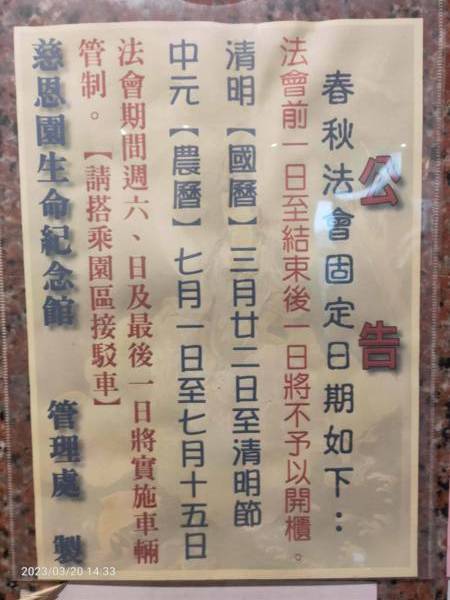 公告
春秋法會固定日期如下：
法會前一日至結束後一日將不予以開櫃。
清明【國曆】三月廿二日至清明節
中元【農曆】七月一日至七月十五日
法會期間週六、日及最後一日將實施車輛
管制。【請搭乘園區接駁車】
慈恩園生命紀念館 管理處 製
2023/03/20 14:33